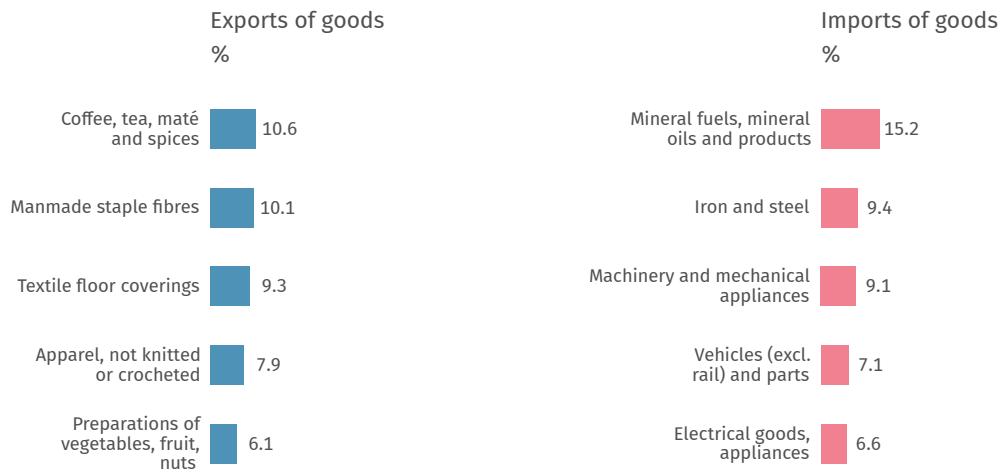 Exports of goods
%
Coffee, tea, maté
and spices
10.6
Manmade staple fibres
10.1
Textile floor coverings
9.3
Apparel, not knitted
or crocheted
7.9
Preparations of
vegetables, fruit,
nuts
6.1
Imports of goods
%
Mineral fuels, mineral
oils and products
15.2
Iron and steel
9.4
Machinery and mechanical
appliances
9.1
Vehicles (excl.
rail) and parts
7.1
Electrical goods,
appliances
6.6